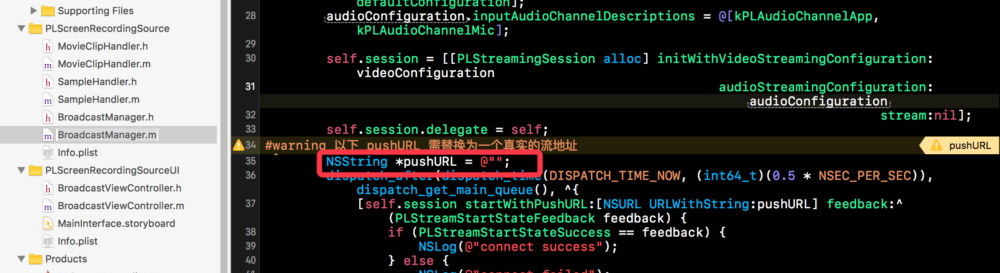 Supporting Files
PLScreenRecordingSource
MovieClipHandler.h
MovieClipHandler.m
SampleHandler.h
SampleHandler.m
BroadcastManager.h
BroadcastManager.m
Info.plist
PLScreenRecordingSourceUI
BroadcastViewController.h
BroadcastViewController.m
MainInterface.storyboard
Info.plist
Products
defaultConfiguration];
28 audioConfiguration.inputAudioChannelDescriptions = @[kPLAudioChannelApp,
kPLAudioChannelMic];
29
30 self.session = [[PLStreamingSession alloc] initWithVideoStreamingConfiguration:
videoConfiguration
31 audioStreamingConfiguration:
audioConfiguration
32 stream:nil];
33 self.session.delegate = self;
34 #warning 以下 pushURL 需替换为一个真实的流地址 pushURL
35 NSString *pushURL = @"";
36 dispatch_after(dispatch_time(DISPATCH_TIME_NOW, (int64_t)(0.5 * NSEC_PER_SEC)),
dispatch_get_main_queue(), ^{
37 [self.session startWithPushURL:[NSURL URLWithString:pushURL] feedback:^
(PLStreamStartStateFeedback feedback) {
38 if (PLStreamStartStateSuccess == feedback) {
39 NSLog(@"connect success");
40 } else {
41 NSLog(@"connect failed");